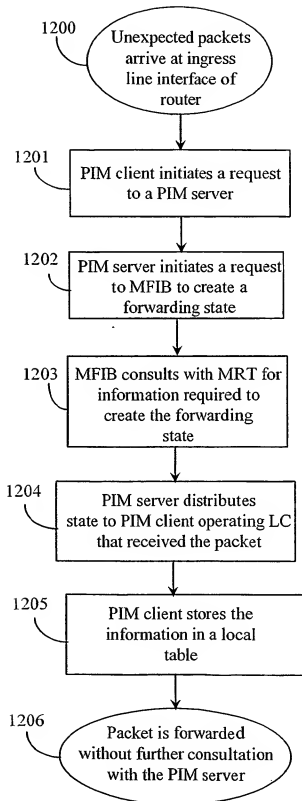 1200
Unexpected packets
arrive at ingress
line interface of
router
1201
PIM client initiates a request
to a PIM server
1202
PIM server initiates a request
to MFIB to create a
forwarding state
1203
MFIB consults with MRT for
information required to
create the forwarding
state
1204
PIM server distributes
state to PIM client operating LC
that received the packet
1205
PIM client stores the
information in a local
table
1206
Packet is forwarded
without further consultation
with the PIM server